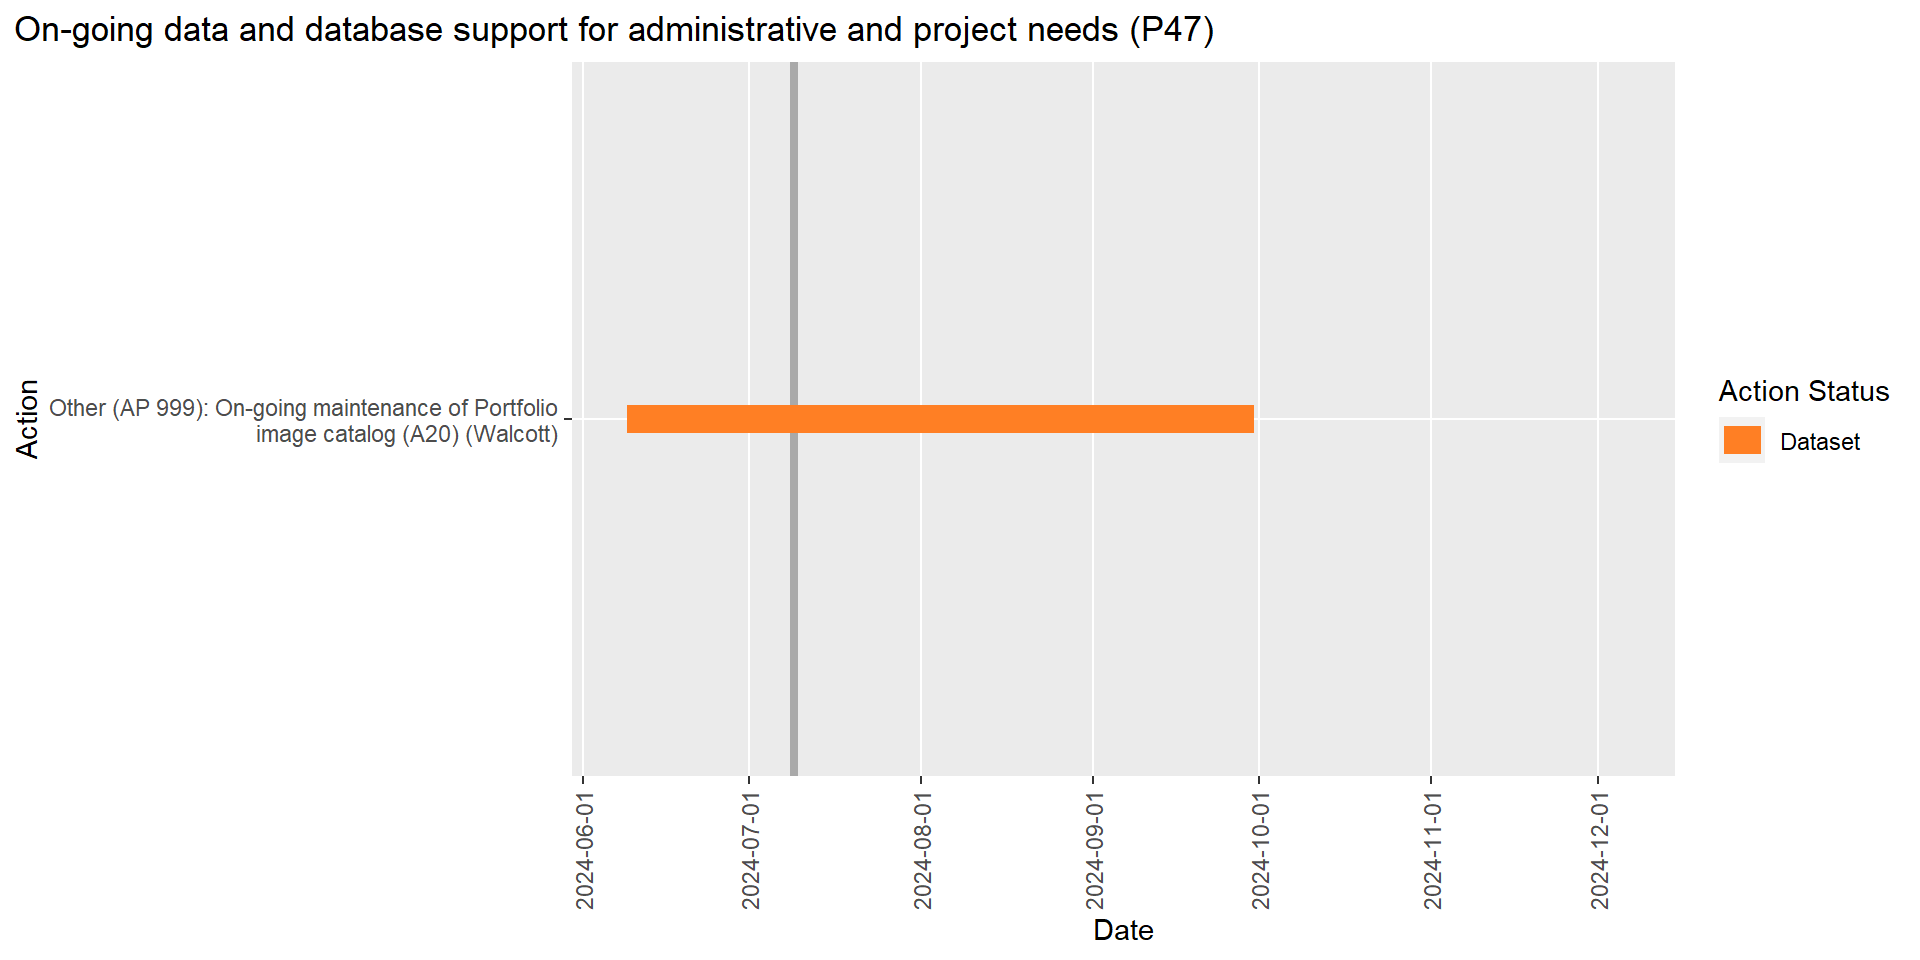 On-going data and database support for administrative and project needs (P47)
Action
Other (AP 999): On-going maintenance of Portfolio
image catalog (A20) (Walcott)
Action Status
Dataset
2024-06-01
2024-07-01
2024-08-01
2024-09-01
2024-10-01
2024-11-01
2024-12-01
Date